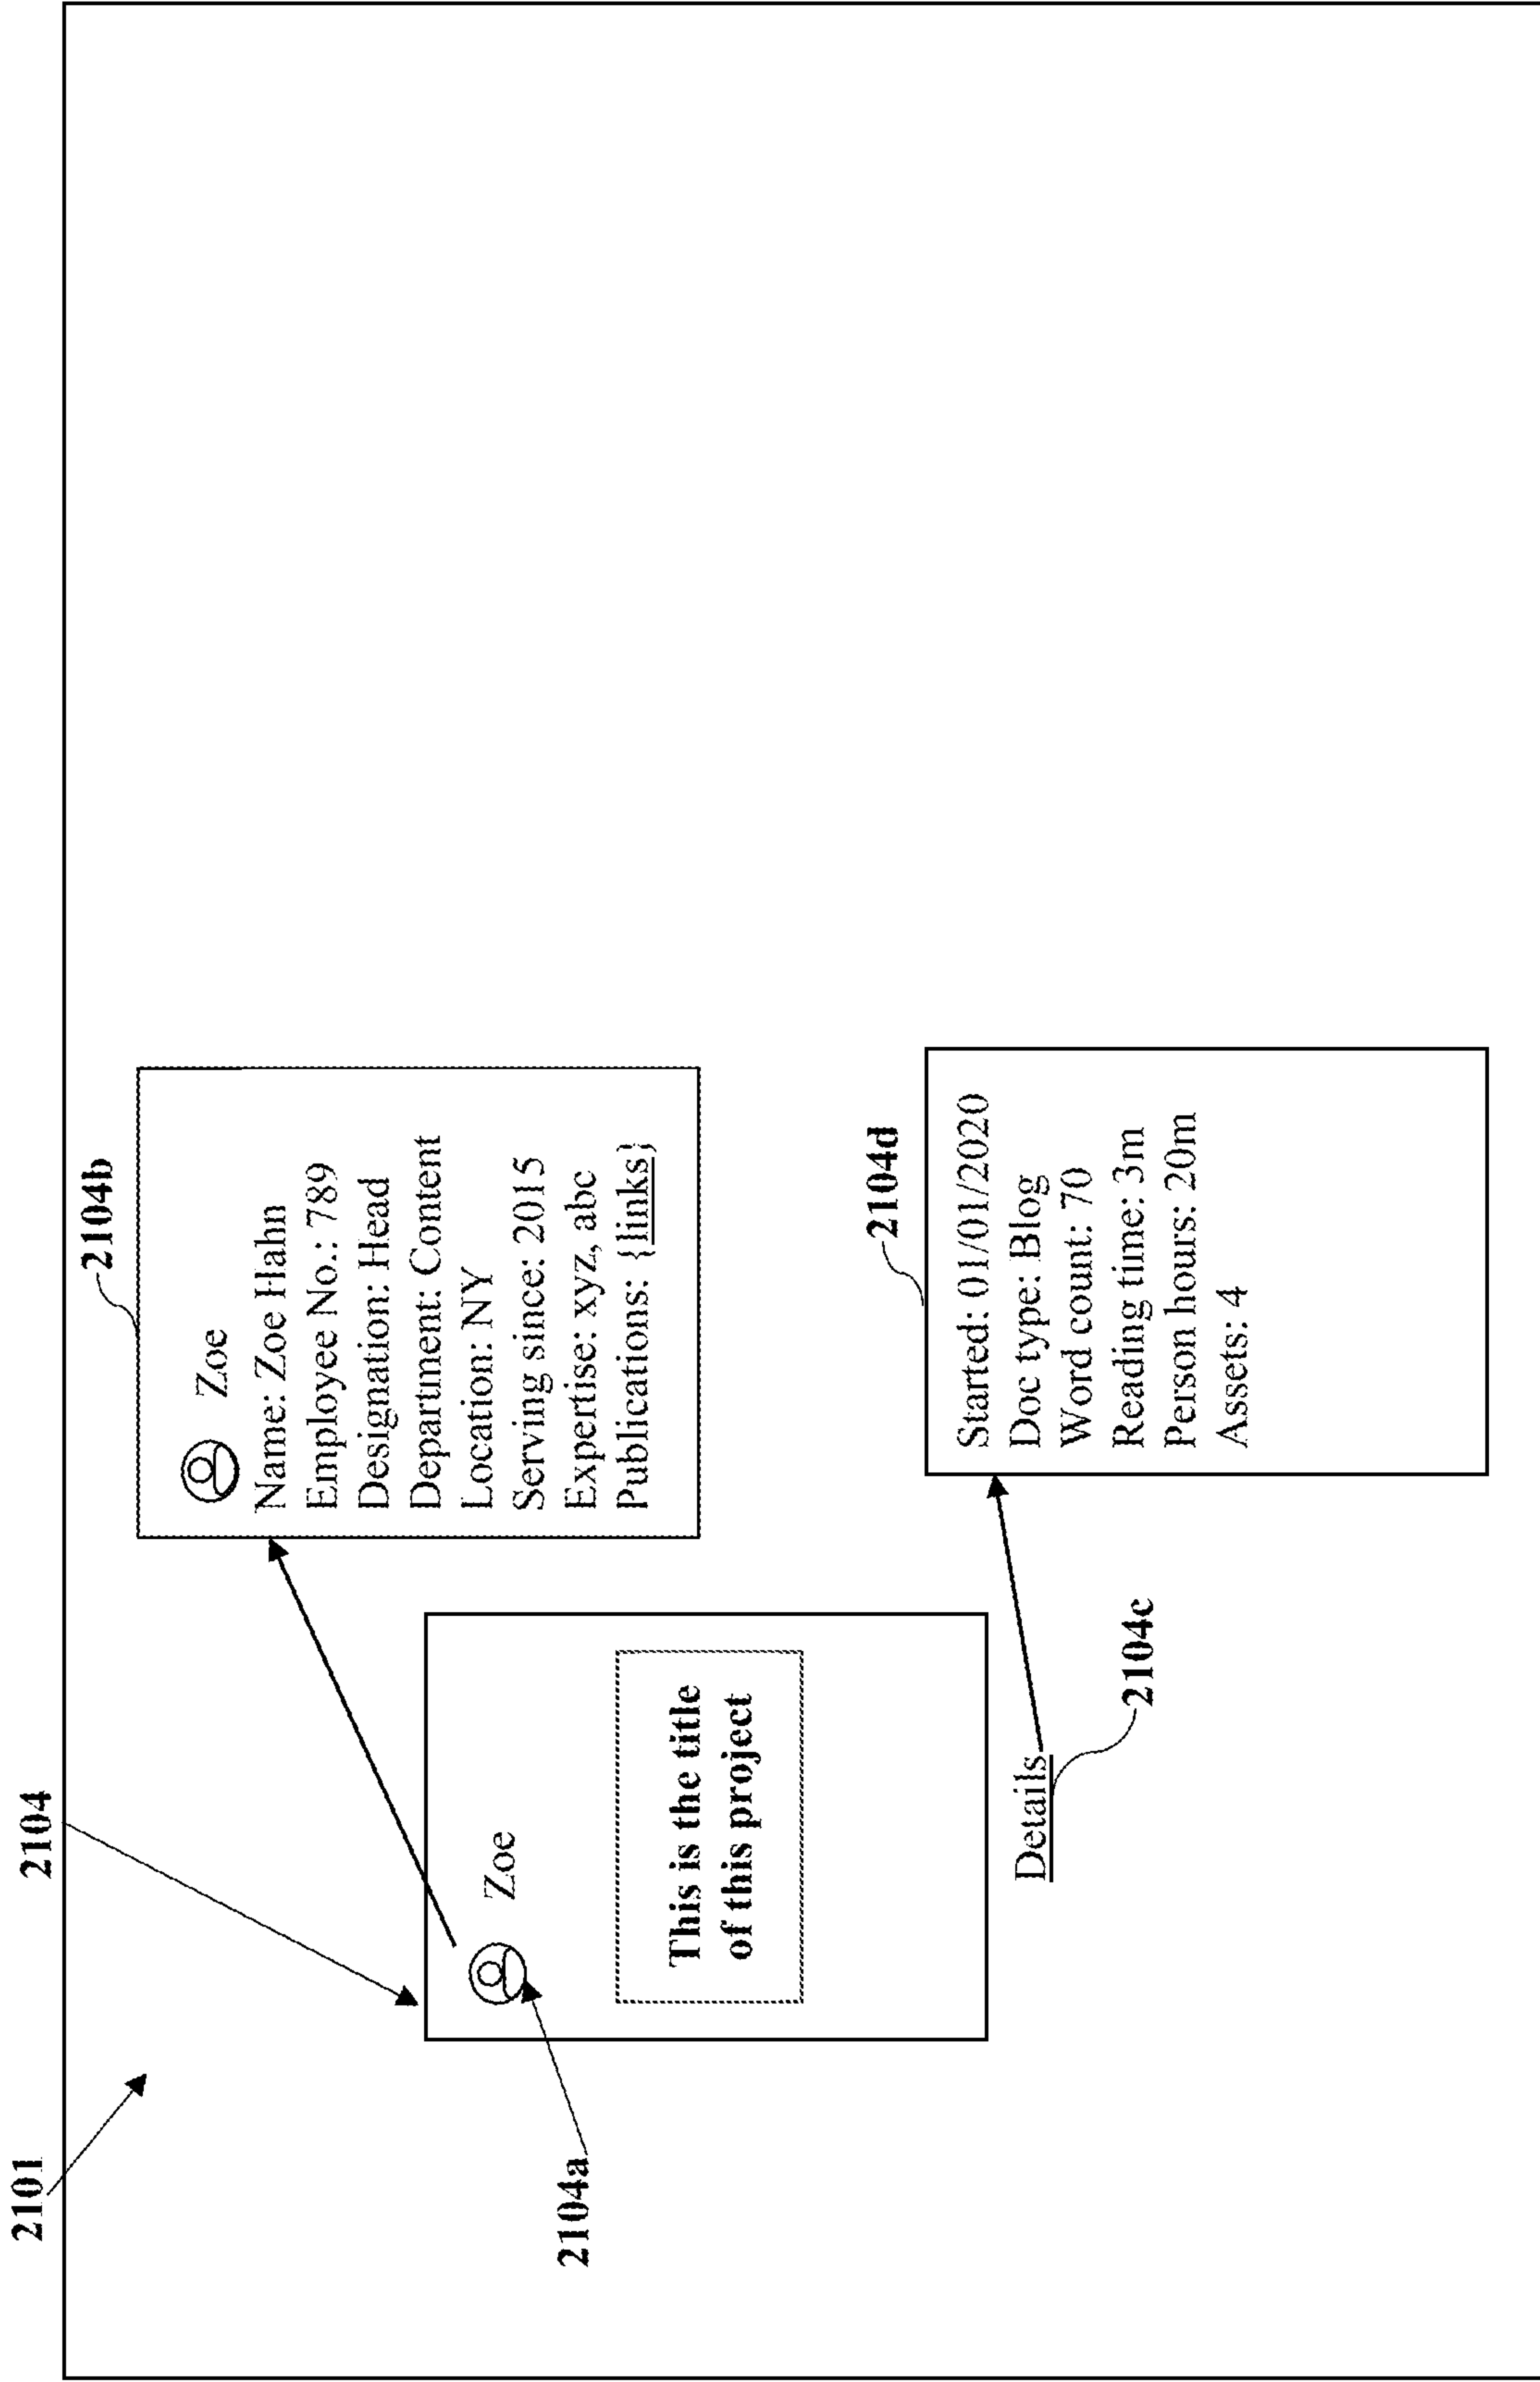 2101
2104
2104a
Zoe
This is the title
of this project
Details
2104c
2104b
Zoe
Name: Zoe Hahn
Employee No.: 789
Designation: Head
Department: Content
Location: NY
Serving since: 2015
Expertise: xyz, abc
Publications: {links}
2104d
Started: 01/01/2020
Doc type: Blog
Word count: 70
Reading time: 3m
Person hours: 20m
Assets: 4